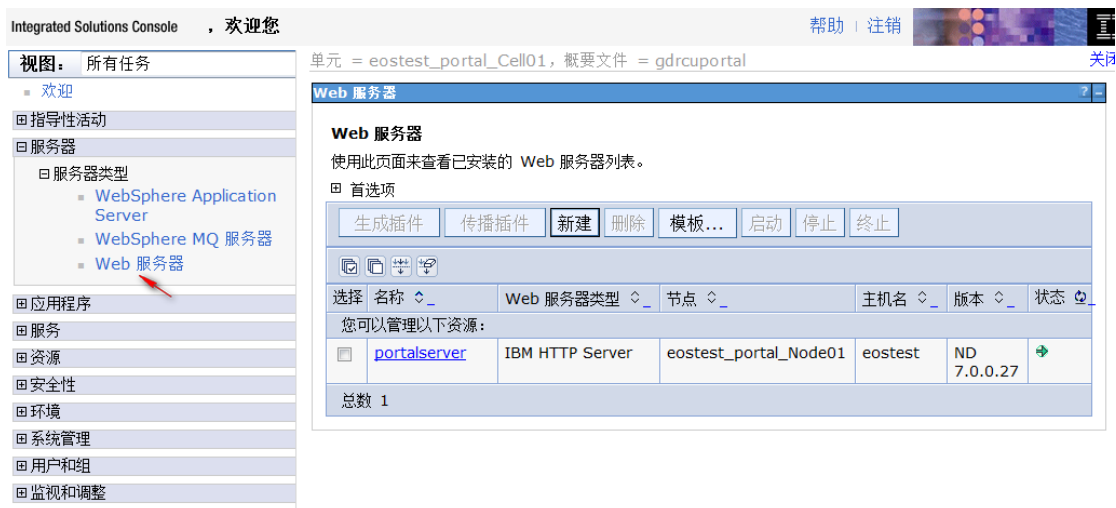 Integrated Solutions Console ，欢迎您
帮助 | 注销
视图： 所有任务
单元 = eostest_portal_Cell01，概要文件 = gdrcuportal
关闭
欢迎
指导性活动
服务器
服务器类型
WebSphere Application
Server
WebSphere MQ 服务器
Web 服务器
应用程序
服务
资源
安全性
环境
系统管理
用户和组
监视和调整
Web 服务器
? -
Web 服务器
使用此页面来查看已安装的 Web 服务器列表。
首选项
生成插件 传播插件 新建 删除 模板... 启动 停止 终止
选择 名称 Web 服务器类型 节点 主机名 版本 状态
您可以管理以下资源：
portalserver IBM HTTP Server eostest_portal_Node01 eostest ND
7.0.0.27
总数 1